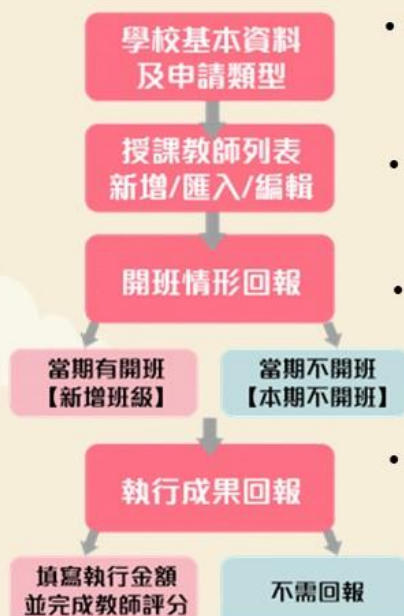 學校基本資料
及申請類型
授課教師列表
新增/匯入/編輯
開班情形回報
當期有開班
【新增班級】
當期不開班
【本期不開班】
執行成果回報
填寫執行金額
並完成教師評分
不需回報